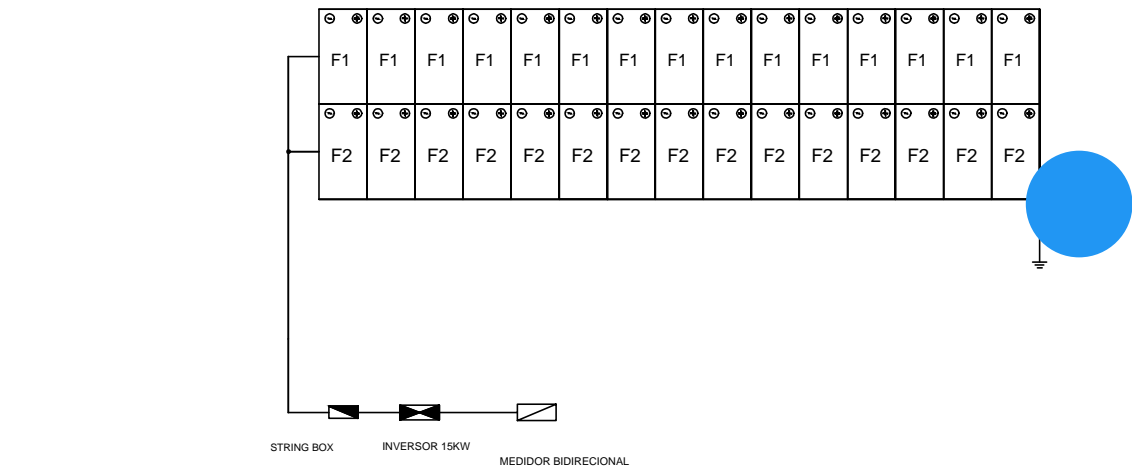 F1 F1 F1 F1 F1 F1 F1 F1 F1 F1 F1 F1 F1 F1 F1
F2 F2 F2 F2 F2 F2 F2 F2 F2 F2 F2 F2 F2 F2 F2
STRING BOX
INVERSOR 15KW
MEDIDOR BIDIRECIONAL